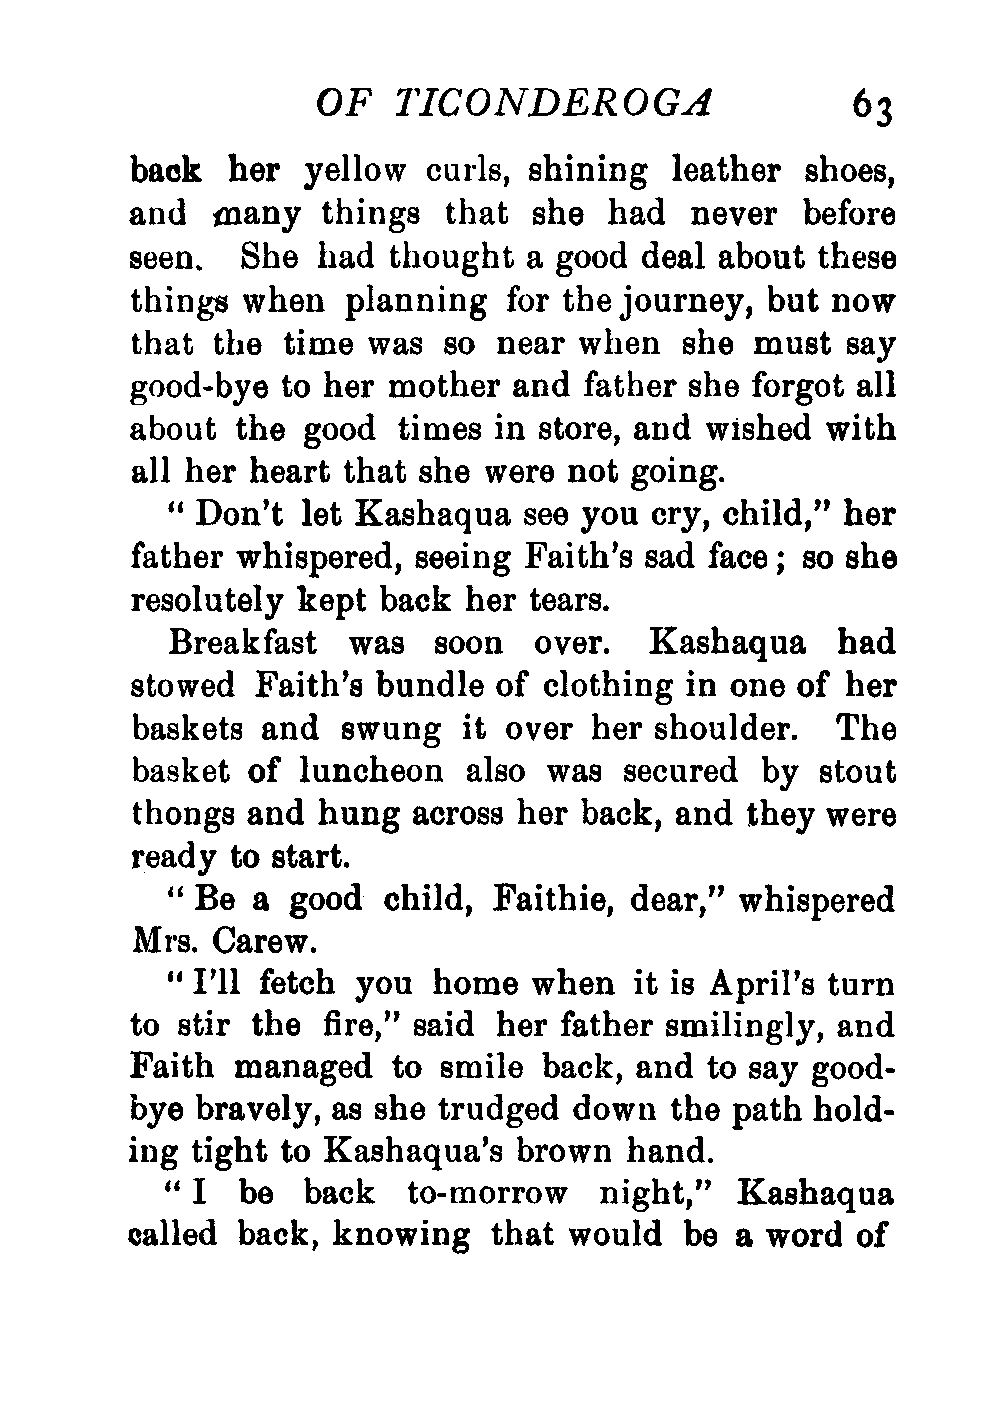 OF TICONDEROGA 63
back her yellow curls, shining leather shoes,
and many things that she had never before
seen. She had thought a good deal about these
things when planning for the journey, but now
that the time was so near when she must say
good-bye to her mother and father she forgot all
about the good times in store, and wished with
all her heart that she were not going.
" Don't let Kashaqua see you cry, child," her
father whispered, seeing Faith's sad face ; so she
resolutely kept back her tears.
Breakfast was soon over. Kashaqua had
stowed Faith's bundle of clothing in one of her
baskets and swung it over her shoulder. The
basket of luncheon also was secured by stout
thongs and hung across her back, and they were
ready to start.
" Be a good child, Faithie, dear," whispered
Mrs. Carew.
" I'll fetch you home when it is April's turn
to stir the fire," said her father smilingly, and
Faith managed to smile back, and to say good-
bye bravely, as she trudged down the path hold-
ing tight to Kashaqua's brown hand.
" I be back to-morrow night," Kashaqua
called back, knowing that would be a word of